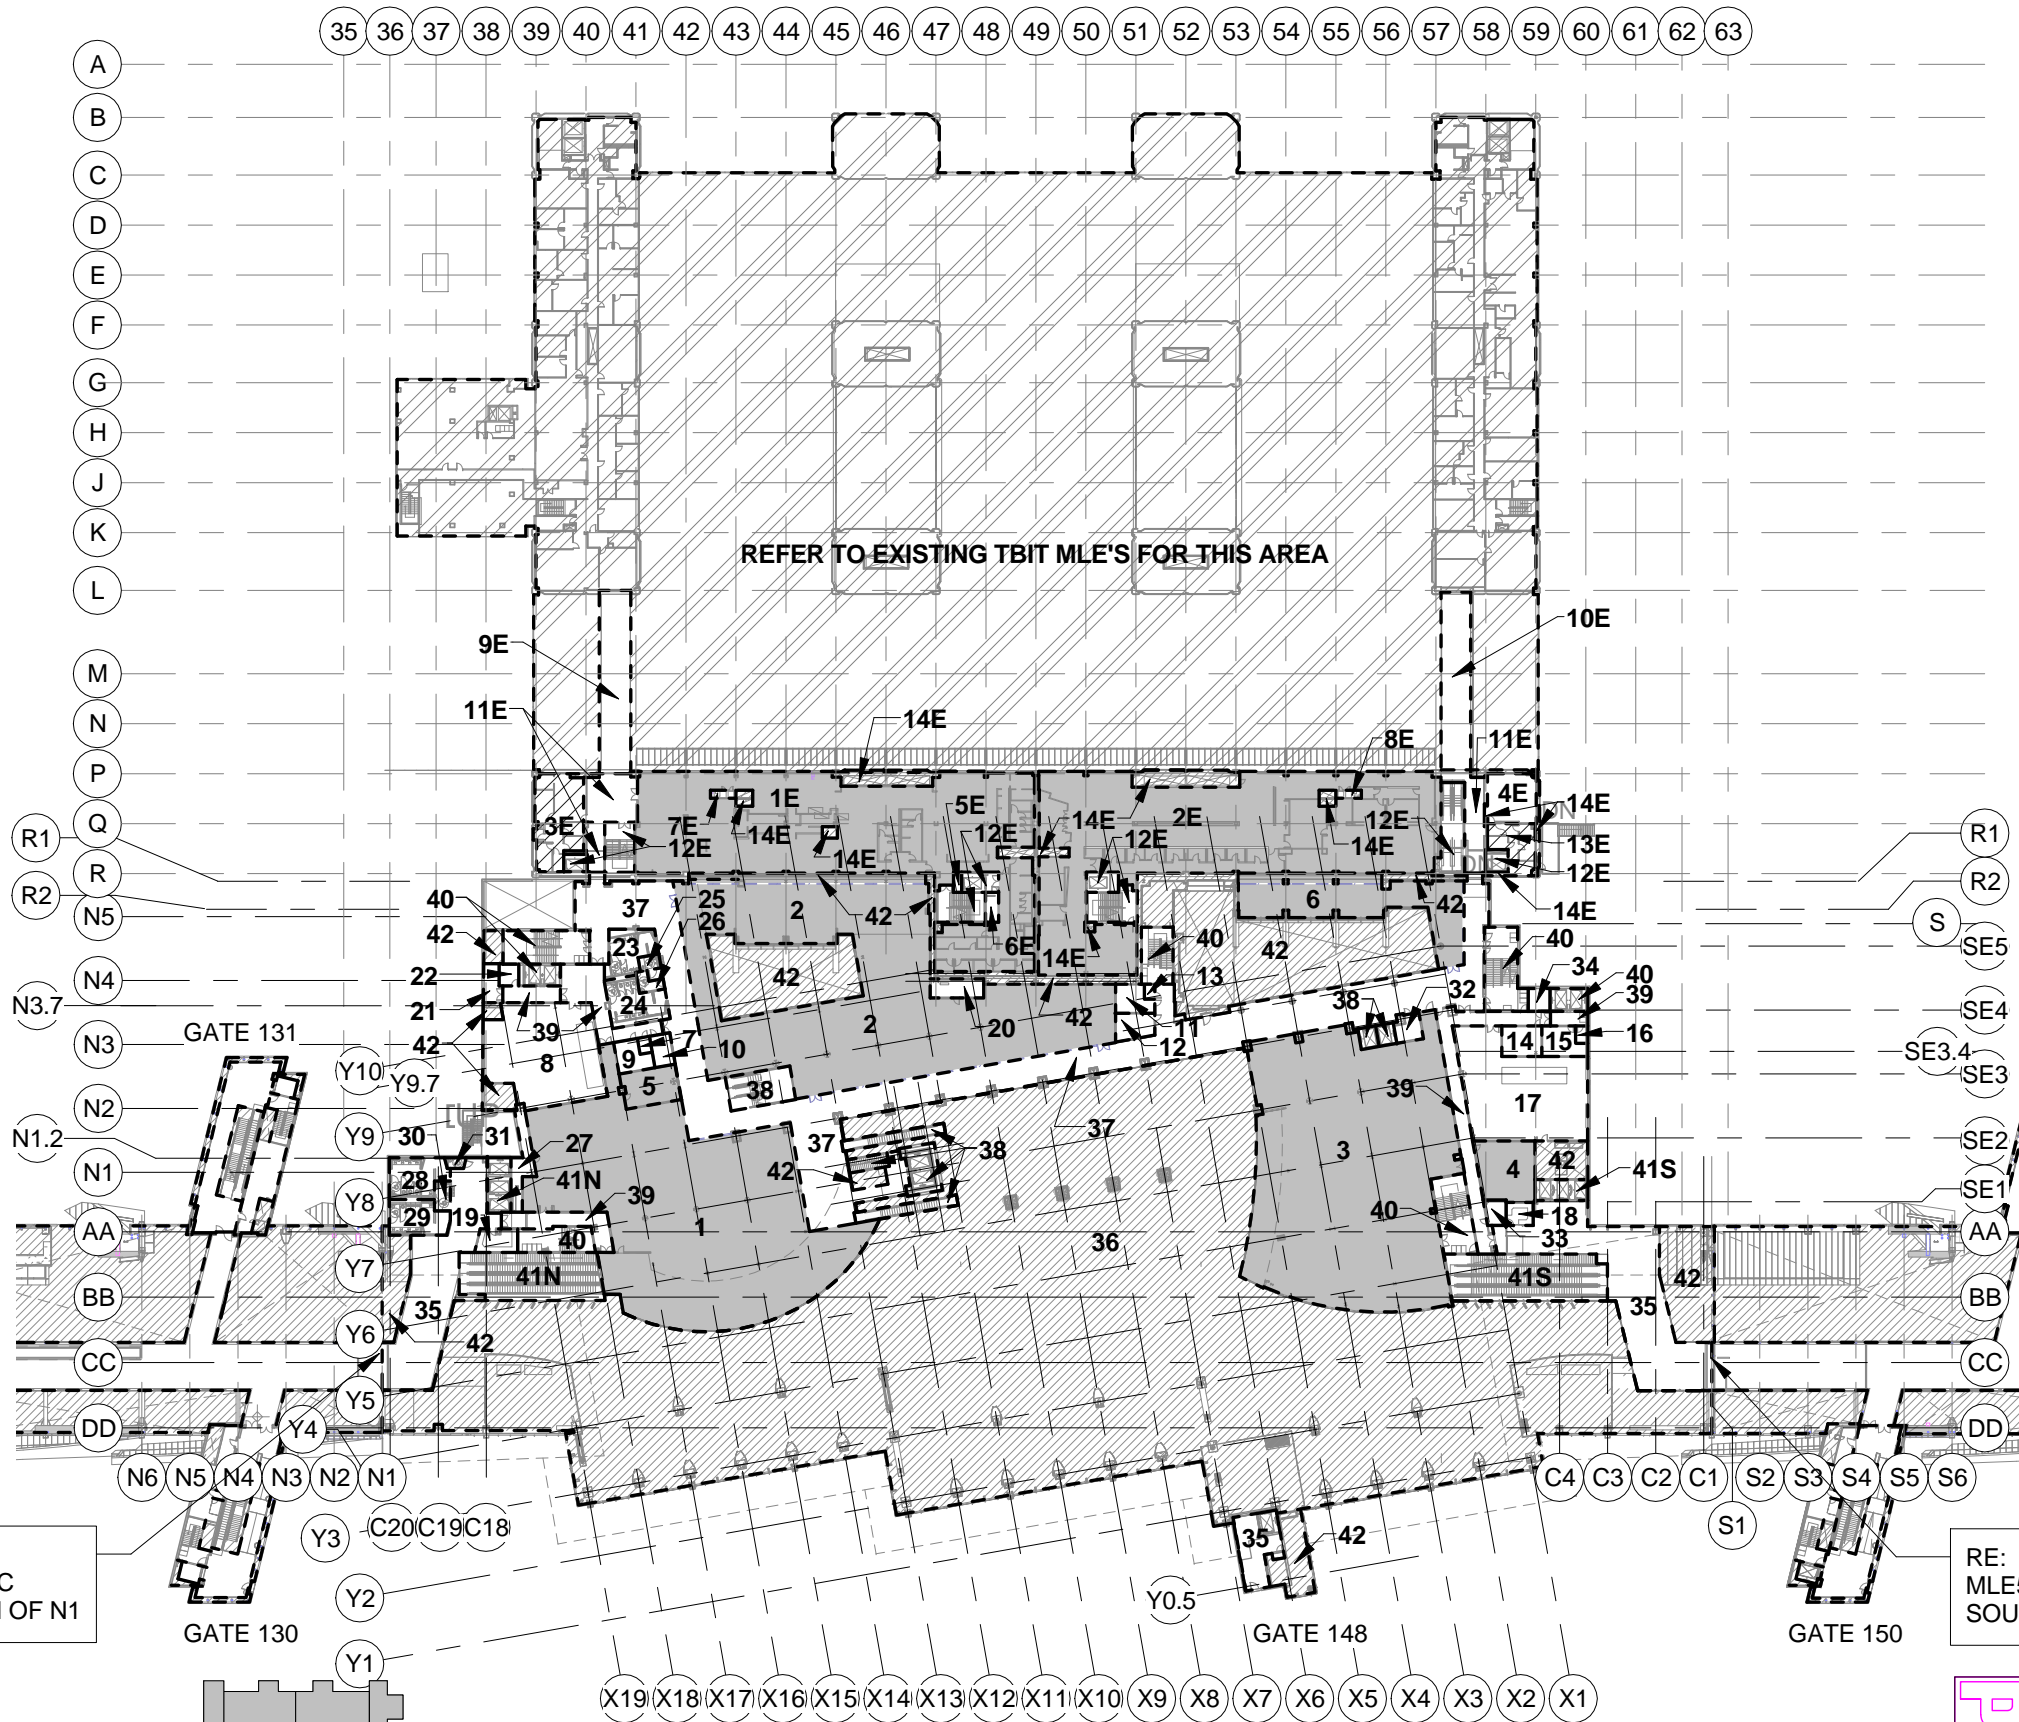 35 36 37 38 39 40 41 42 43 44 45 46 47 48 49 50 51 52 53 54 55 56 57 58 59 60 61 62 63
A
B
C
D
E
F
G
H
J
K
REFER TO EXISTING TBIT MLE'S FOR THIS AREA
L
9E 10E
M
11E 14E
N
8E 11E
P
1E 5E 2E 4E 14E
Q
R1 3E 7E 14E 12E 14E 12E 12E 13E R1
12E 14E 14E 12E
R
R2 40 25 R2
N5 37 2 42 6 42 14E S
42 23 26 6E 42 40 40
22 42 14E 13 34 SE5
N4 40
N3.7 21 24 38 32 39
39 2 20 42 11 SE4
GATE 131
N3 42 8 9 7 10 12 14 15 16
SE3.4
Y10 Y9.7 5 38 39 SE3
N2 17
N1.2 Y9 30 31 27 37 38 37 3 SE2
N1 28 41N 42 4 42 41S
Y8 29 19 39 18 SE1
AA 1 36 40 33 AA
Y7 40
41N 41S 42
BB 35 35 BB
Y6 42
CC CC
Y5
DD Y4 DD
N6 N5 N4 N3 N2 N1 C4 C3 C2 C1 S2 S3 S4 S5 S6
Y3 C20 C19 C18 S1
35 42
C RE:
OF N1 MLE
SOU
Y2 Y0.5
GATE 130 GATE 148 GATE 150
Y1
X19 X18 X17 X16 X15 X14 X13 X12 X11 X10 X9 X8 X7 X6 X5 X4 X3 X2 X1